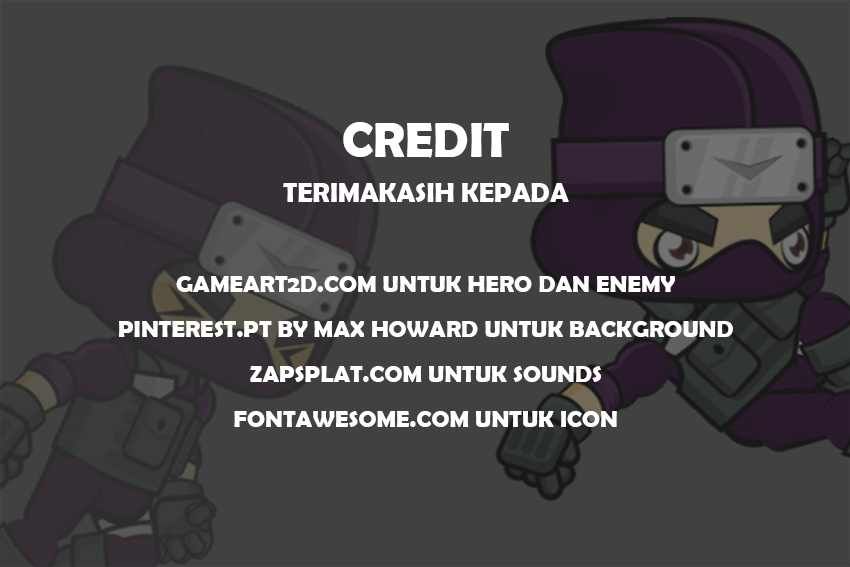 CREDIT
TERIMAKASIH KEPADA
GAMEART2D.COM UNTUK HERO DAN ENEMY
PINTEREST.PT BY MAX HOWARD UNTUK BACKGROUND
ZAPSPLAT.COM UNTUK SOUNDS
FONTAWESOME.COM UNTUK ICON